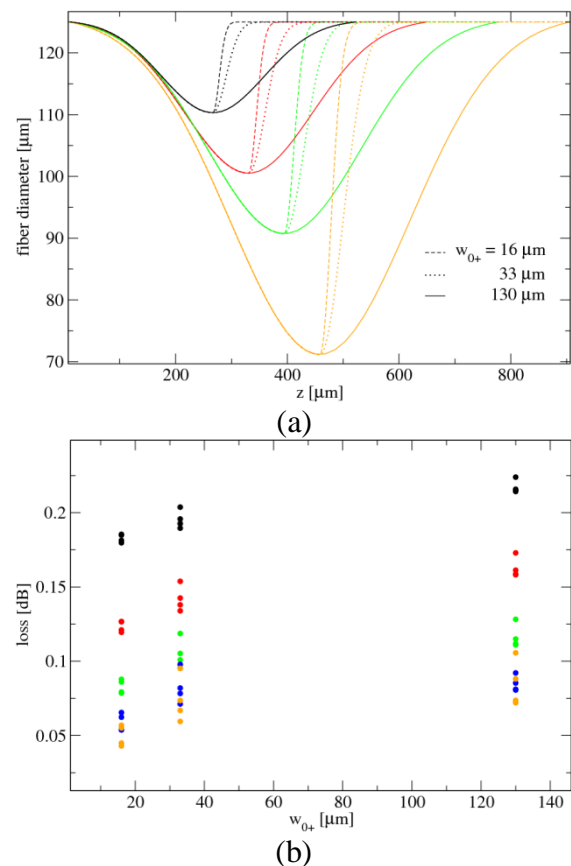 120
110
100
90
80
70
fiber diameter [µm]
w0+ = 16 µm
33 µm
130 µm
200
400
600
800
z [µm]
(a)
0.2
0.15
0.1
0.05
loss [dB]
20
40
60
80
100
120
140
w0+ [µm]
(b)